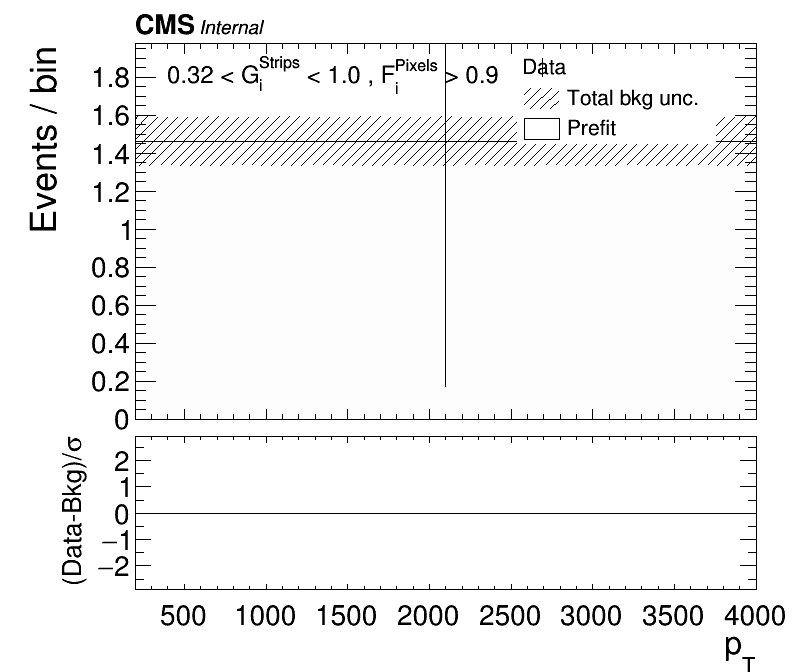 CMS Internal
0.32 < G_i^Strips < 1.0 , F_i^Pixels > 0.9
Data
Total bkg unc.
Prefit
Events / bin
1.8
1.6
1.4
1.2
1
0.8
0.6
0.4
0.2
0
(Data-Bkg)/σ
2
1
0
−1
−2
500 1000 1500 2000 2500 3000 3500 4000
p_T